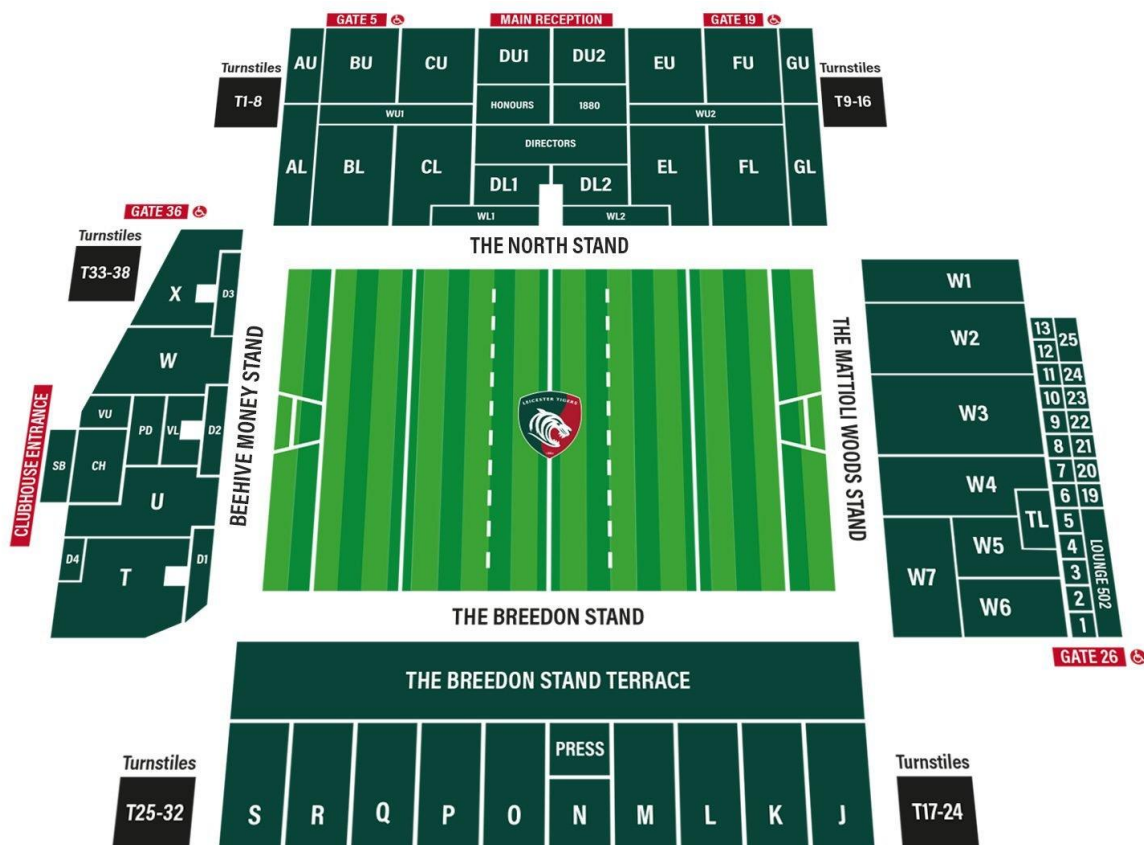 GATE 5
MAIN RECEPTION
GATE 19
Turnstiles
T1-8
AU
BU
CU
DU1
DU2
EU
FU
GU
Turnstiles
T9-16
HONOURS
1880
WU1
WU2
DIRECTORS
AL
BL
CL
DL1
DL2
EL
FL
GL
WL1
WL2
THE NORTH STAND
GATE 36
Turnstiles
T33-38
X
D3
W
VU
PD
VL
D2
SB
CH
U
D4
T
D1
CLUBHOUSE ENTRANCE
BEEHIVE MONEY STAND
LEICESTER TIGERS
THE MATTIOLI WOODS STAND
W1
W2
W3
W4
TL
W5
W7
W6
13
12
25
11
24
10
23
9
22
8
21
7
20
6
19
5
4
3
2
1
LOUNGE 502
GATE 26
THE BREEDON STAND
THE BREEDON STAND TERRACE
PRESS
Turnstiles
T25-32
S
R
Q
P
O
N
M
L
K
J
Turnstiles
T17-24